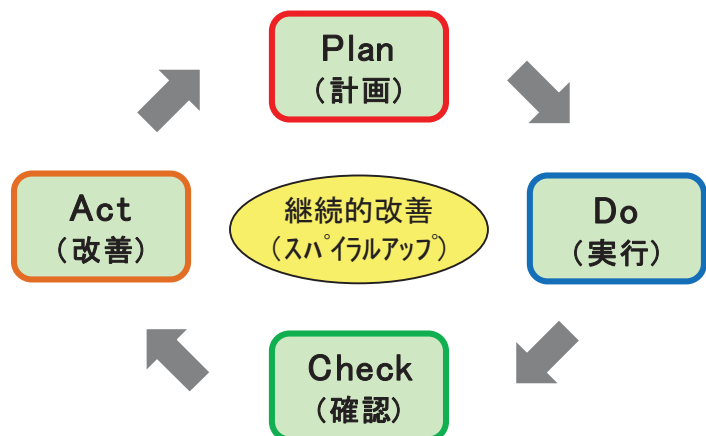 Plan
（計画）
Act
（改善）
継続的改善
（ｽﾊﾟｲﾗﾙｱｯﾌﾟ）
Do
（実行）
Check
（確認）